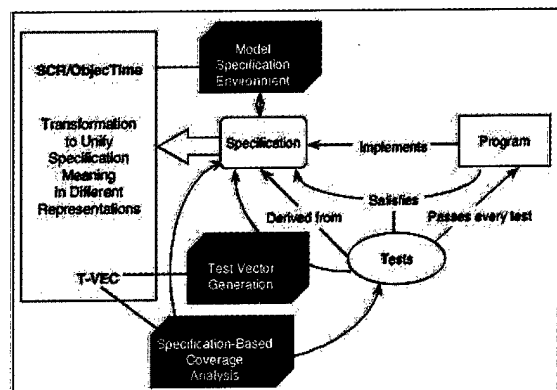 Model
Specification
Environment
SCR/ObjecTime
Transformation
to Unify
Specification
Meaning
in Different
Representations
Specification
Implements
Program
Satisfies
Derived from
Passes every test
Tests
T-VEC
Test Vector
Generation
Specification-Based
Coverage
Analysis